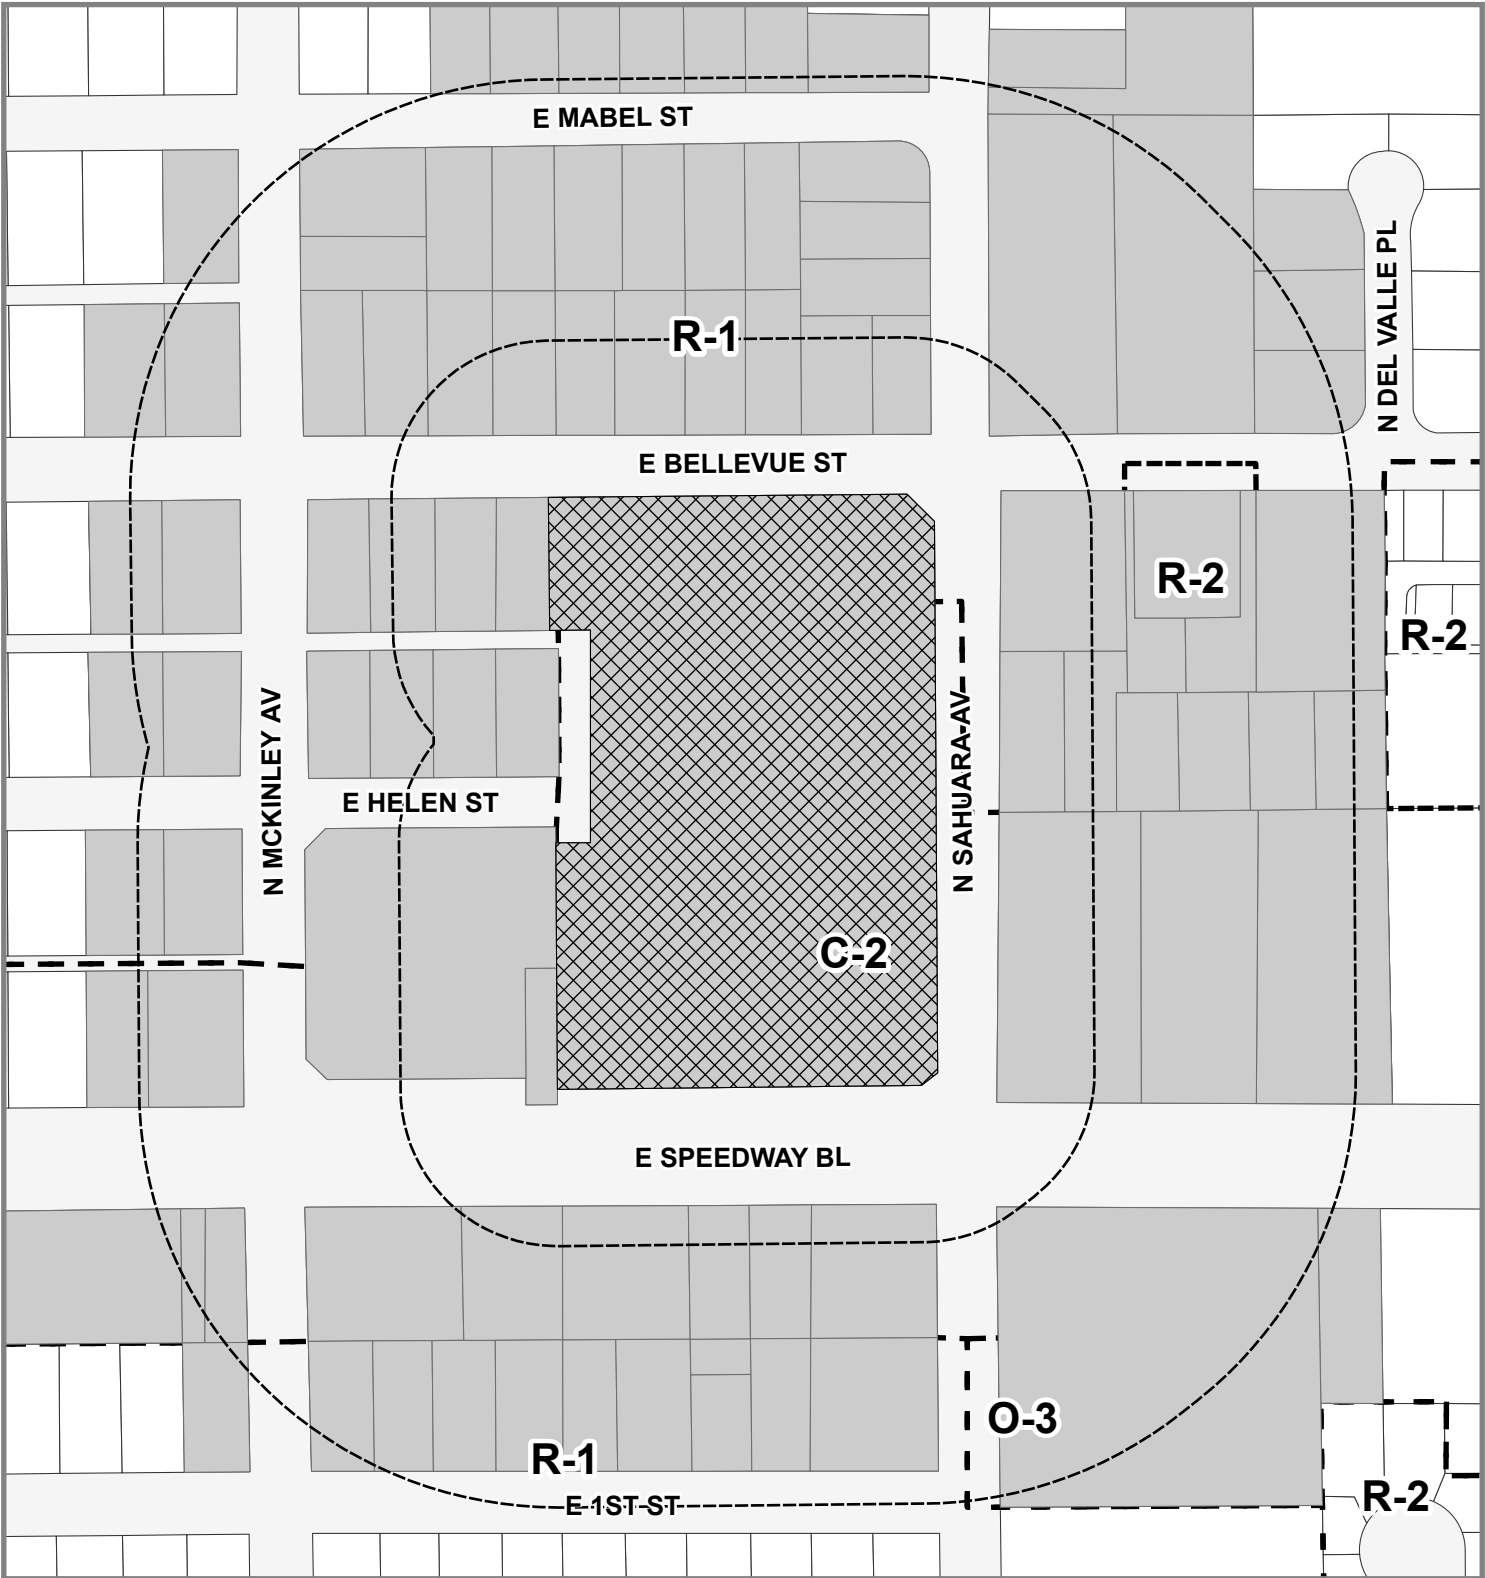 E MABEL ST
N DEL VALLE PL
R-1
E BELLEVUE ST
R-2
R-2
N MCKINLEY AV
N SAHUARA AV
E HELEN ST
C-2
E SPEEDWAY BL
O-3
R-1
R-2
E 1ST ST